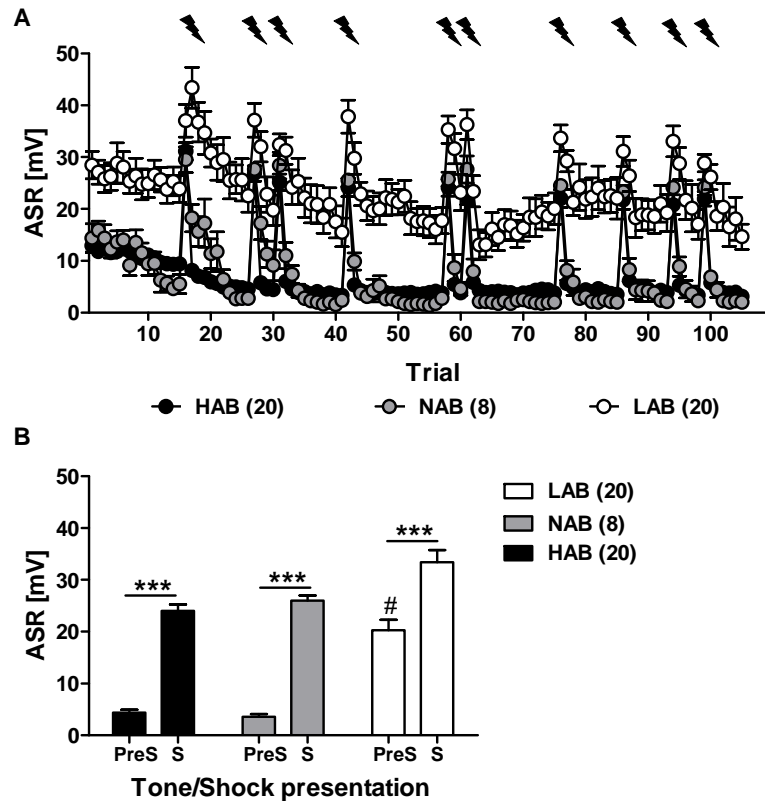 A
50
40
30
20
10
0
ASR [mV]
10 20 30 40 50 60 70 80 90 100
Trial
HAB (20) NAB (8) LAB (20)
B
50
40
30
20
10
0
ASR [mV]
*** *** ***
#
LAB (20)
NAB (8)
HAB (20)
PreS S PreS S PreS S
Tone/Shock presentation